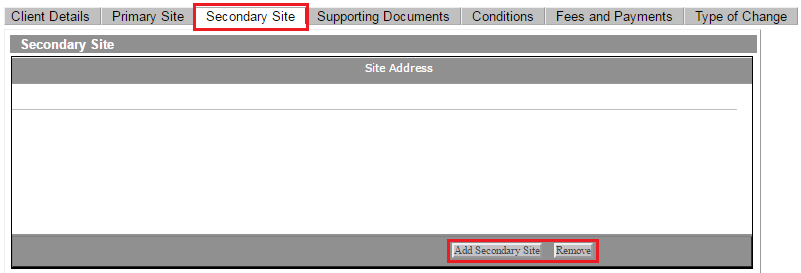 Client Details Primary Site Secondary Site Supporting Documents Conditions Fees and Payments Type of Change
Secondary Site
Site Address
Add Secondary Site Remove